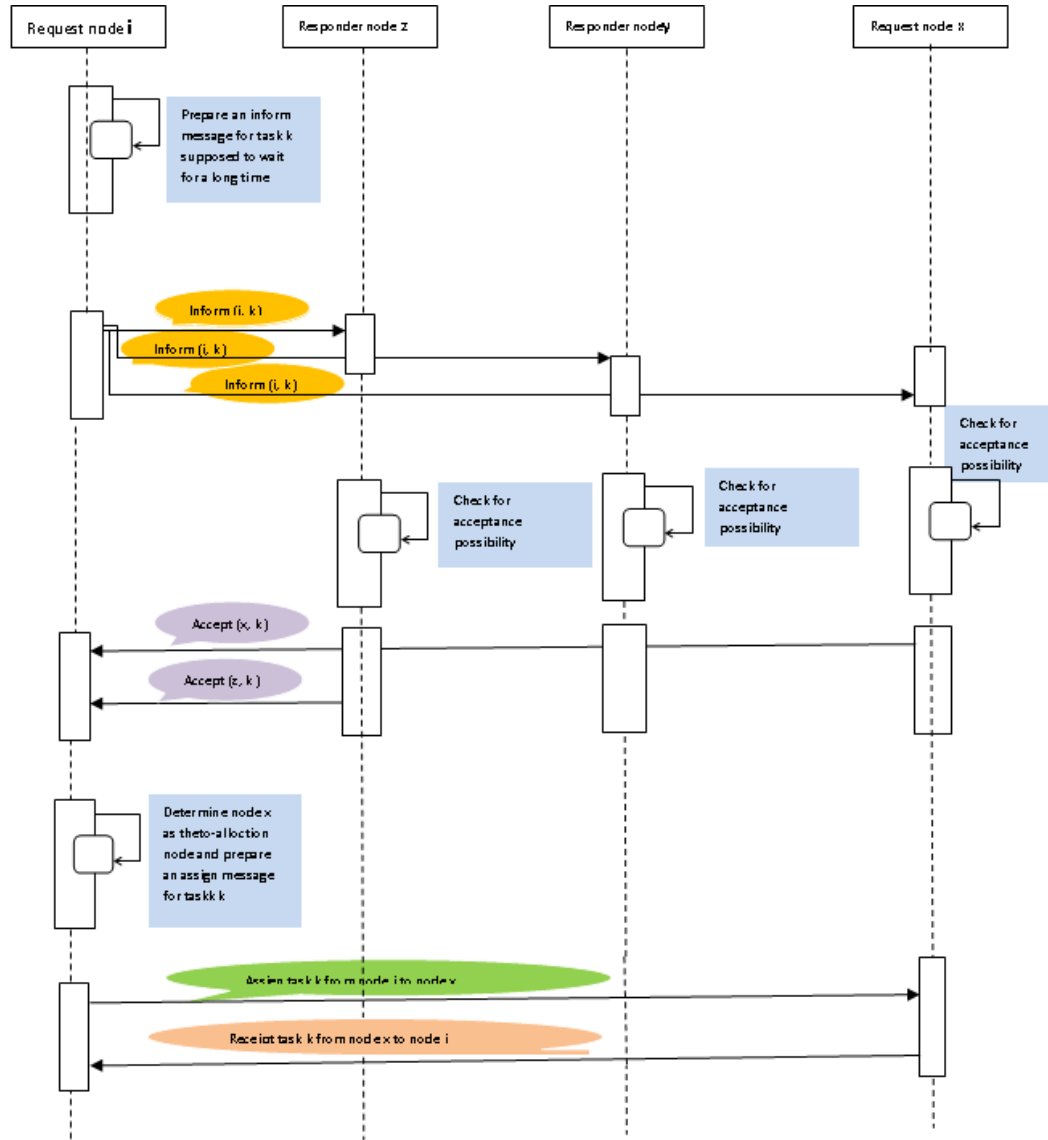 Request node i
Responder node z
Responder nodey
Request node x
Prepare an inform
message for task k
supposed to wait
for a long time
Inform (i, k)
Inform (i, k)
Inform (i, k)
Check for
acceptance
possibility
Check for
acceptance
possibility
Check for
acceptance
possibility
Accept (x, k)
Accept (z, k)
Determine node x
as theto-alloction
node and prepare
an assign message
for taskk k
Assign task k from node i to node x
Receipt task k from node x to node i